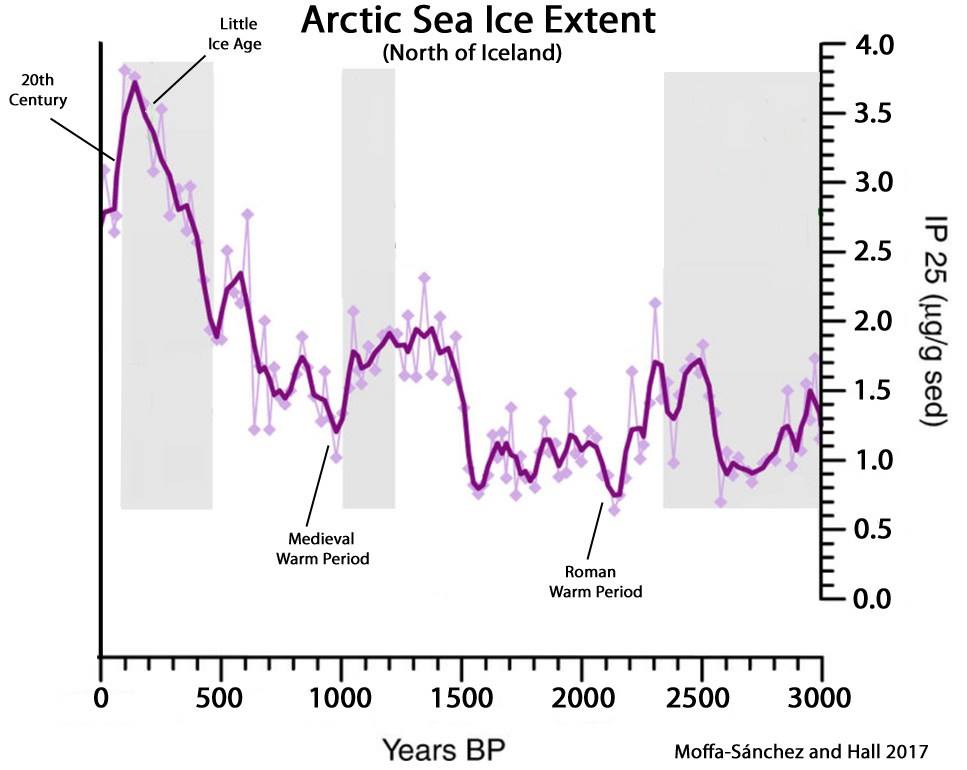 Arctic Sea Ice Extent
(North of Iceland)
Little
Ice Age
20th
Century
Medieval
Warm Period
Roman
Warm Period
4.0
3.5
3.0
2.5
2.0
1.5
1.0
0.5
0.0
IP 25 (µg/g sed)
0 500 1000 1500 2000 2500 3000
Years BP
Moffa-Sánchez and Hall 2017